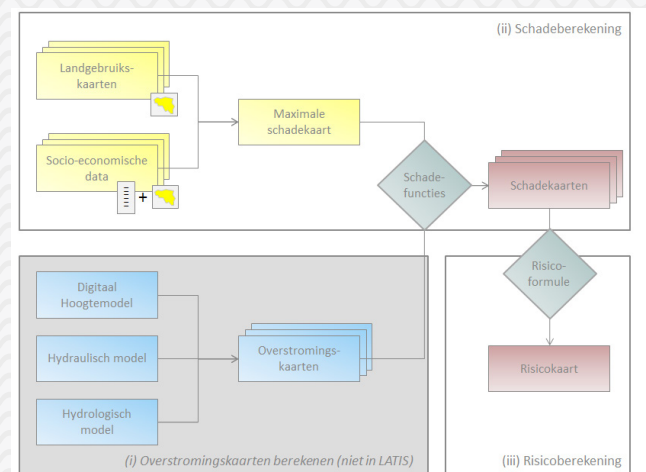 (ii) Schadeberekening
Landgebruiks-
kaarten
Maximale
schadekaart
Socio-economische
data
+
Schade-
functies
Schadekaarten
Digitaal
Hoogtemodel
Risico-
formule
Hydraulisch model
Overstromings-
kaarten
Risicokaart
Hydrologisch
model
(i) Overstromingskaarten berekenen (niet in LATIS)
(iii) Risicoberekening